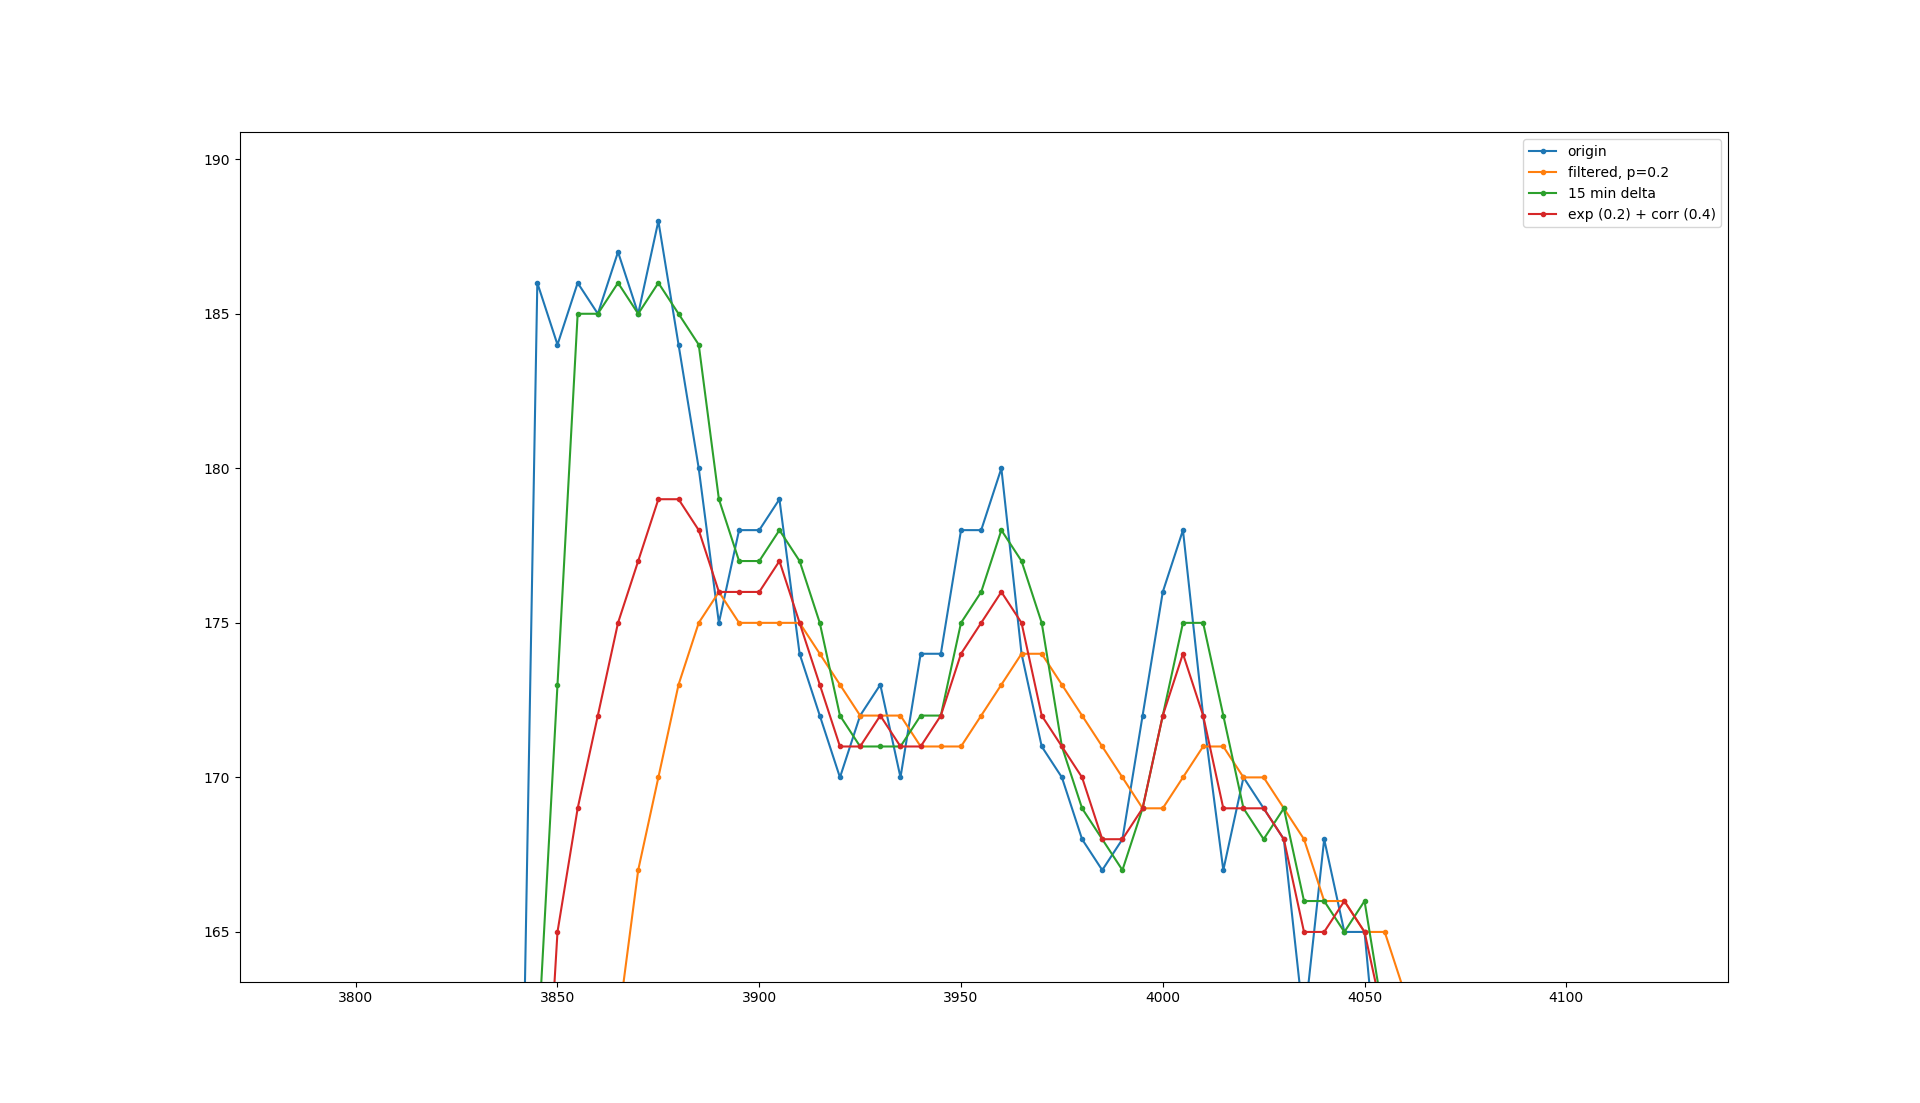 origin
filtered, p=0.2
15 min delta
exp (0.2) + corr (0.4)
190
185
180
175
170
165
3800 3850 3900 3950 4000 4050 4100